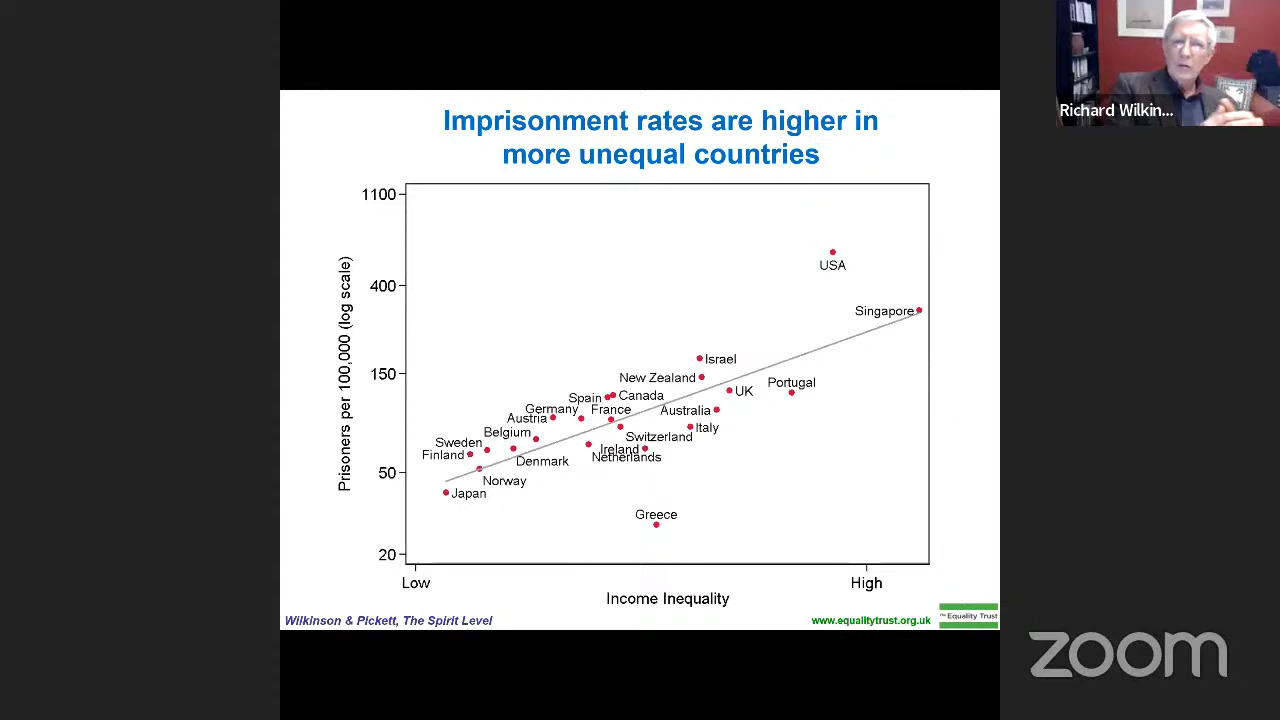 Imprisonment rates are higher in
more unequal countries
Richard Wilkin...
Prisoners per 100,000 (log scale)
1100
400
150
50
20
USA
Singapore
Israel
New Zealand
UK
Portugal
Spain
Canada
Germany
France
Australia
Austria
Italy
Belgium
Switzerland
Sweden
Ireland
Finland
Denmark
Netherlands
Norway
Japan
Greece
Low
High
Income Inequality
Wilkinson & Pickett, The Spirit Level
www.equalitytrust.org.uk
The Equality Trust
zoom